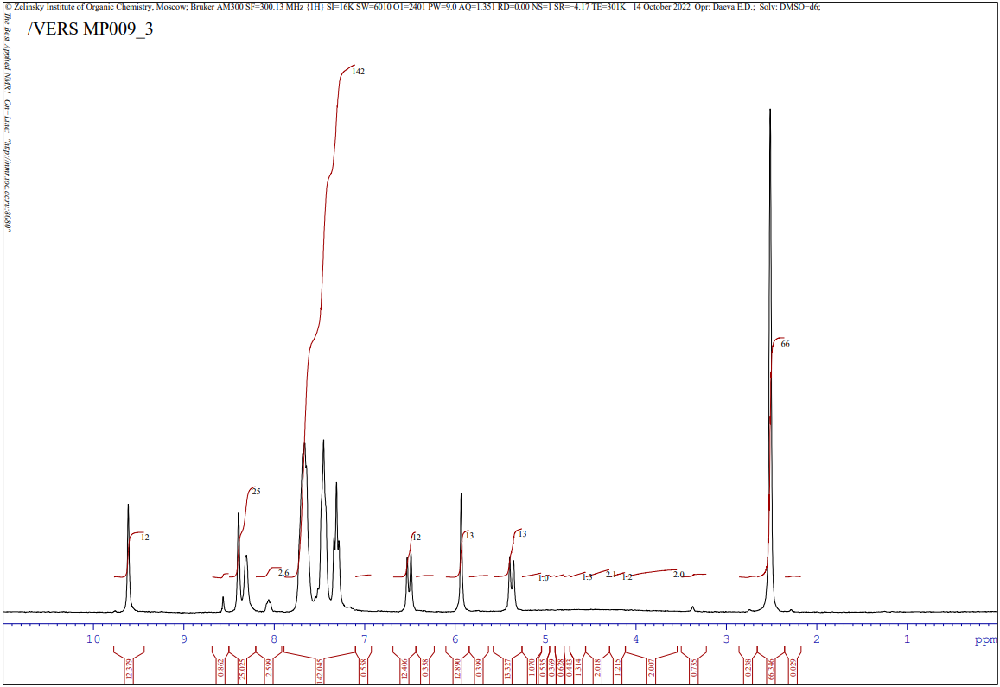 © Zelinsky Institute of Organic Chemistry, Moscow; Bruker AM300 SF=300.13 MHz {1H} SI=16K SW=6010 O1=2401 PW=9.0 AQ=1.351 RD=0.00 NS=1 SR=-4.17 TE=301K 14 October 2022 Opr: Daeva E.D.; Solv: DMSO-d6;
The Best Applied NMR! On-Line: "http://nmr.ioc.ac.ru:8080"
/VERS MP009_3
142
66
25
12
2.6
12
13
13
1.0
1.3
2.1
1.2
2.0
10 9 8 7 6 5 4 3 2 1 ppm
12.379 0.862 25.025 2.599 142.045 0.558 12.406 0.358 12.890 0.399 13.327 1.070 0.535 0.369 0.628 0.443 1.314 2.018 1.215 2.007 0.735 0.238 66.346 0.029